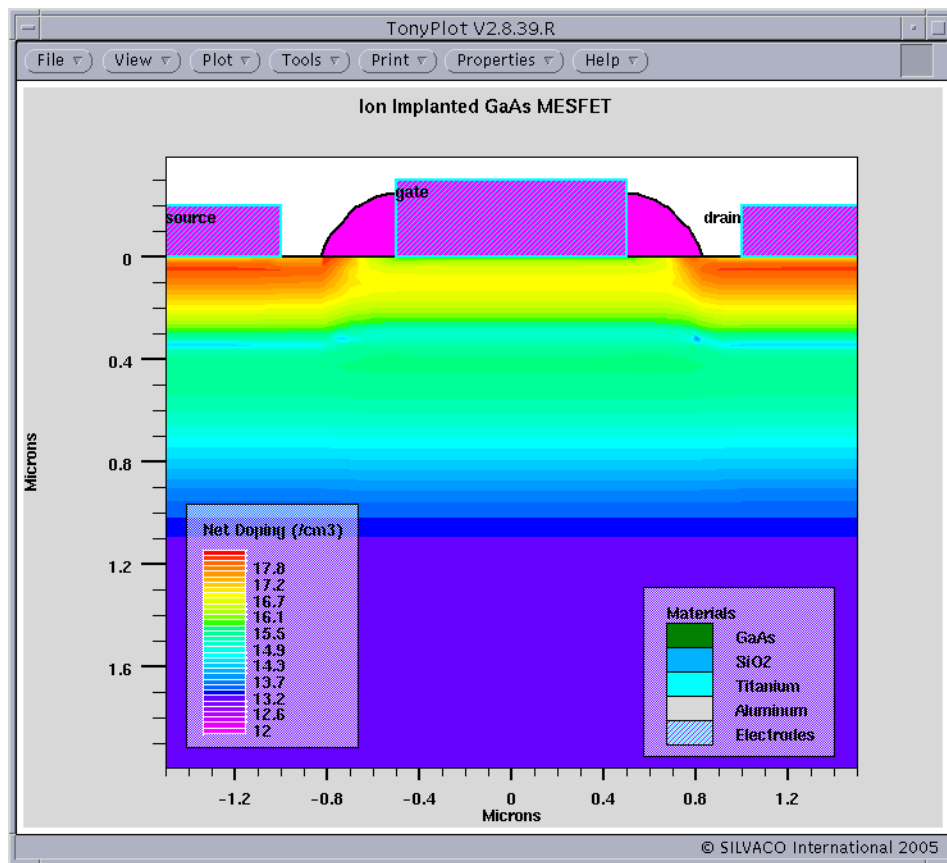 TonyPlot V2.8.39.R
File View Plot Tools Print Properties Help
Ion Implanted GaAs MESFET
gate
source drain
0
0.4
0.8
1.2
1.6
Microns
Net Doping (/cm3)
17.8
17.2
16.7
16.1
15.5
14.9
14.3
13.7
13.2
12.6
12
Materials
GaAs
SiO2
Titanium
Aluminum
Electrodes
-1.2 -0.8 -0.4 0 0.4 0.8 1.2
Microns
© SILVACO International 2005